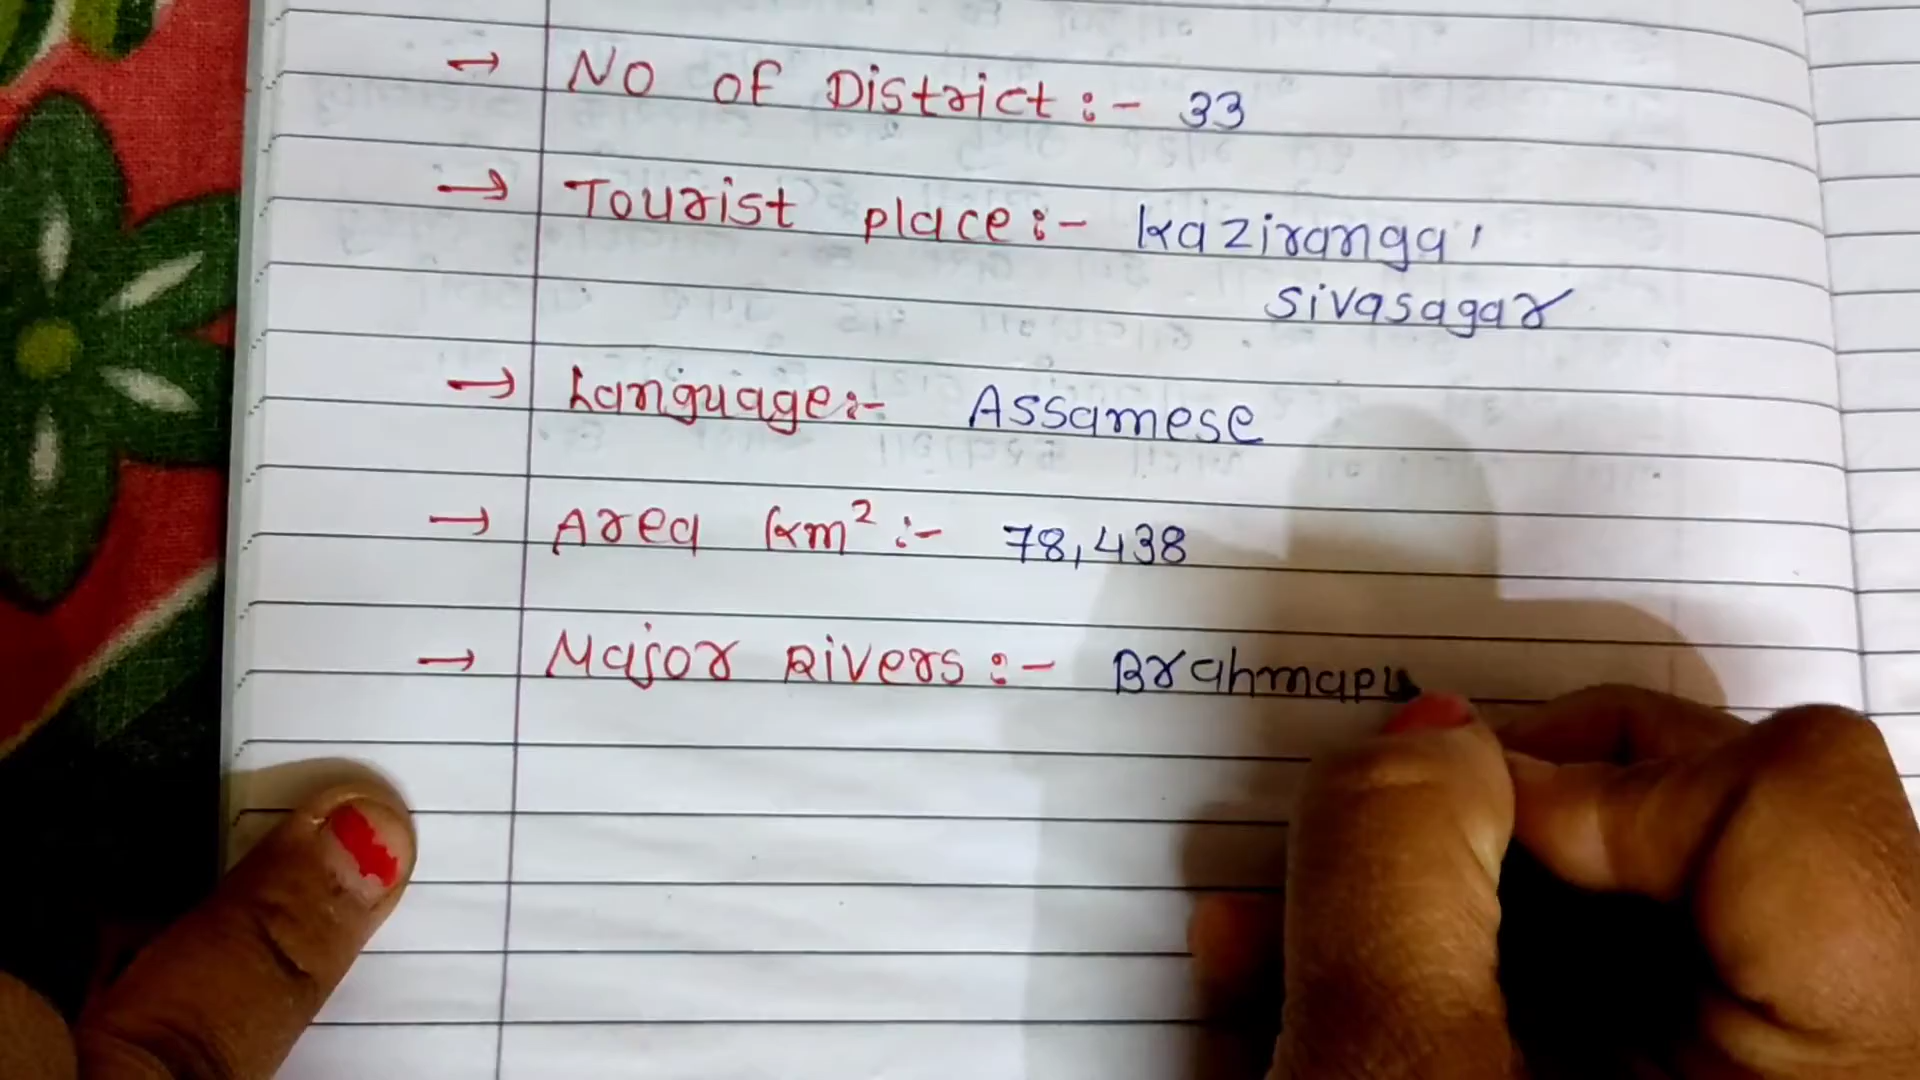 → No of District :- 33
→ Tourist place :- Kaziranga,
Sivasagar
→ Language :- Assamese
→ Area km² :- 78,438
→ Major Rivers :- Brahmapu